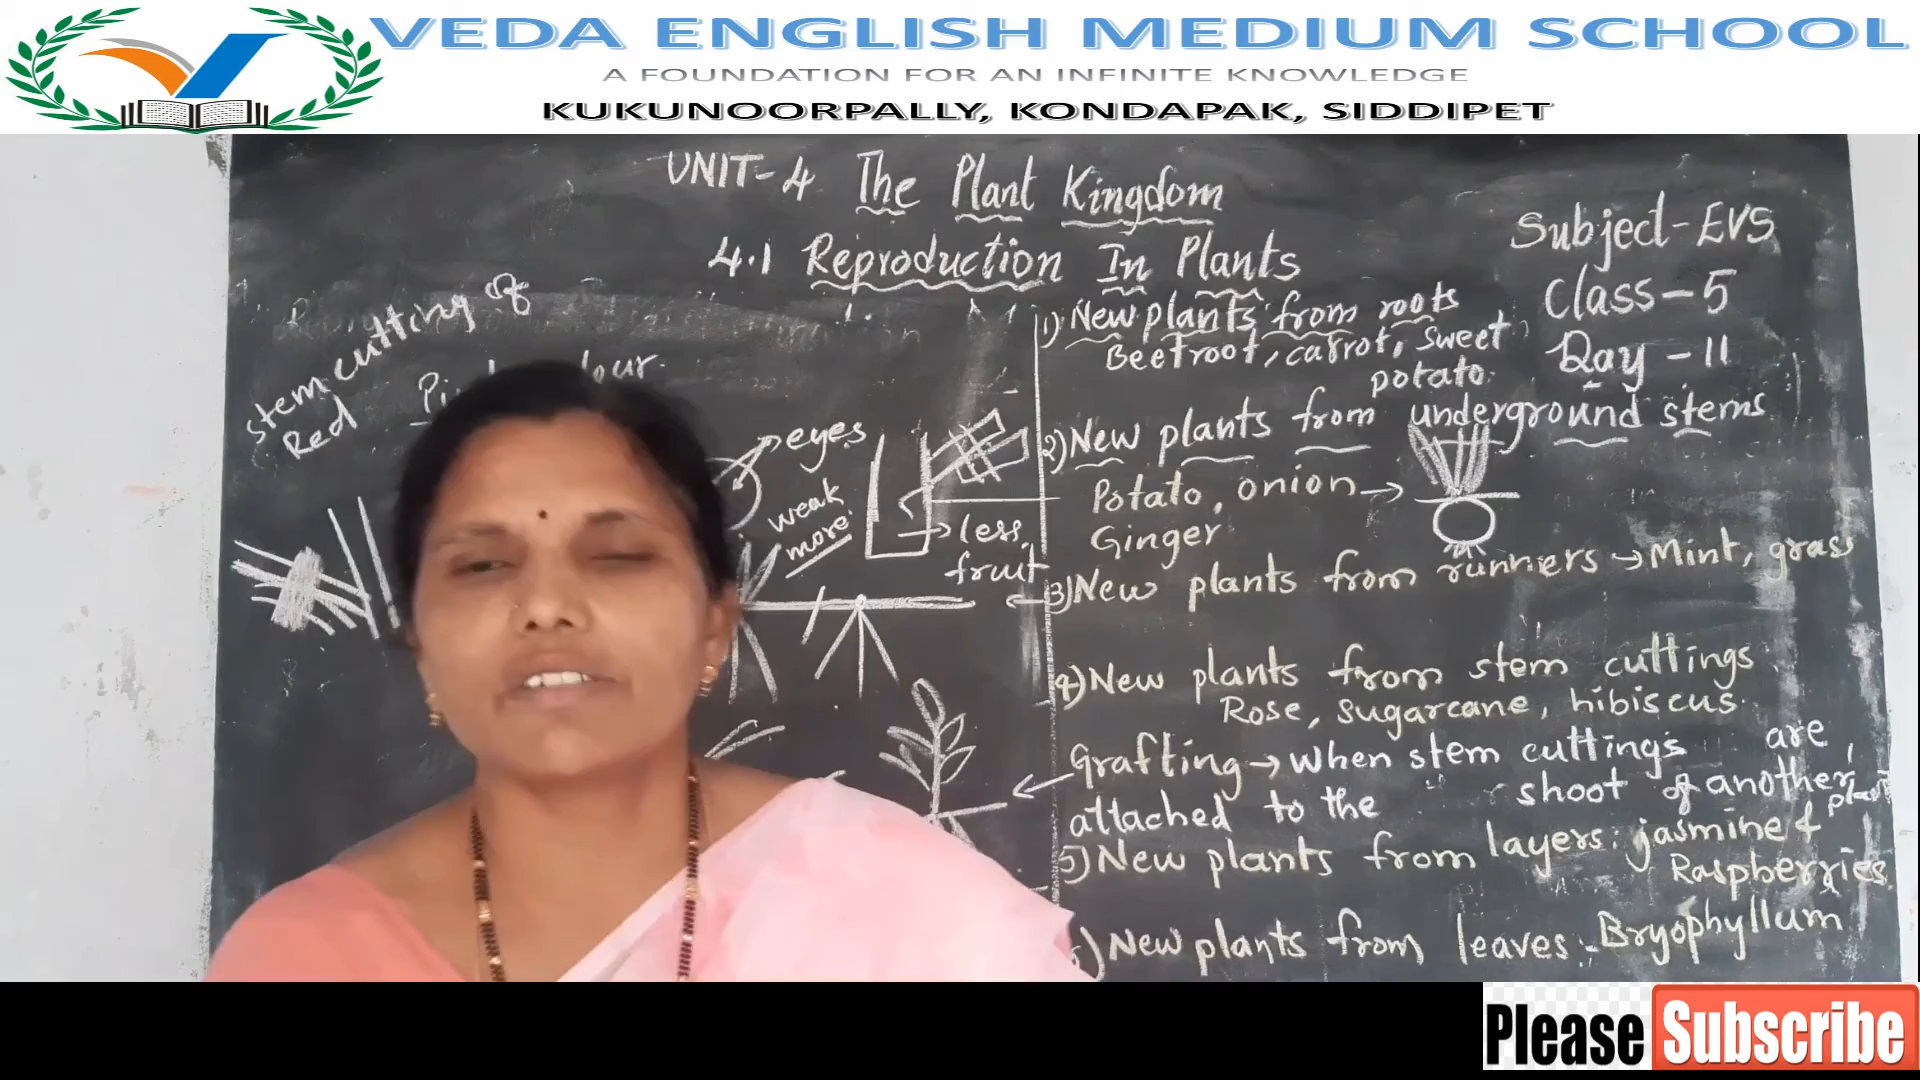 VEDA ENGLISH MEDIUM SCHOOL
A FOUNDATION FOR AN INFINITE KNOWLEDGE
KUKUNOORPALLY, KONDAPAK, SIDDIPET
UNIT-4 The Plant Kingdom
4.1 Reproduction In Plants
Subject-EVS
Class-5
Day-11
stem cutting of
Red
eyes
weak
more
less
fruit
1) New plants from roots
Beetroot, carrot, sweet
potato.
2) New plants from underground stems
Potato, onion→
Ginger
3) New plants from runners → Mint, grass
4) New plants from stem cuttings
Rose, sugarcane, hibiscus.
Grafting → when stem cuttings are
attached to the shoot of another plant
5) New plants from layers: jasmine &
Raspberries.
6) New plants from leaves:- Bryophyllum
Please Subscribe